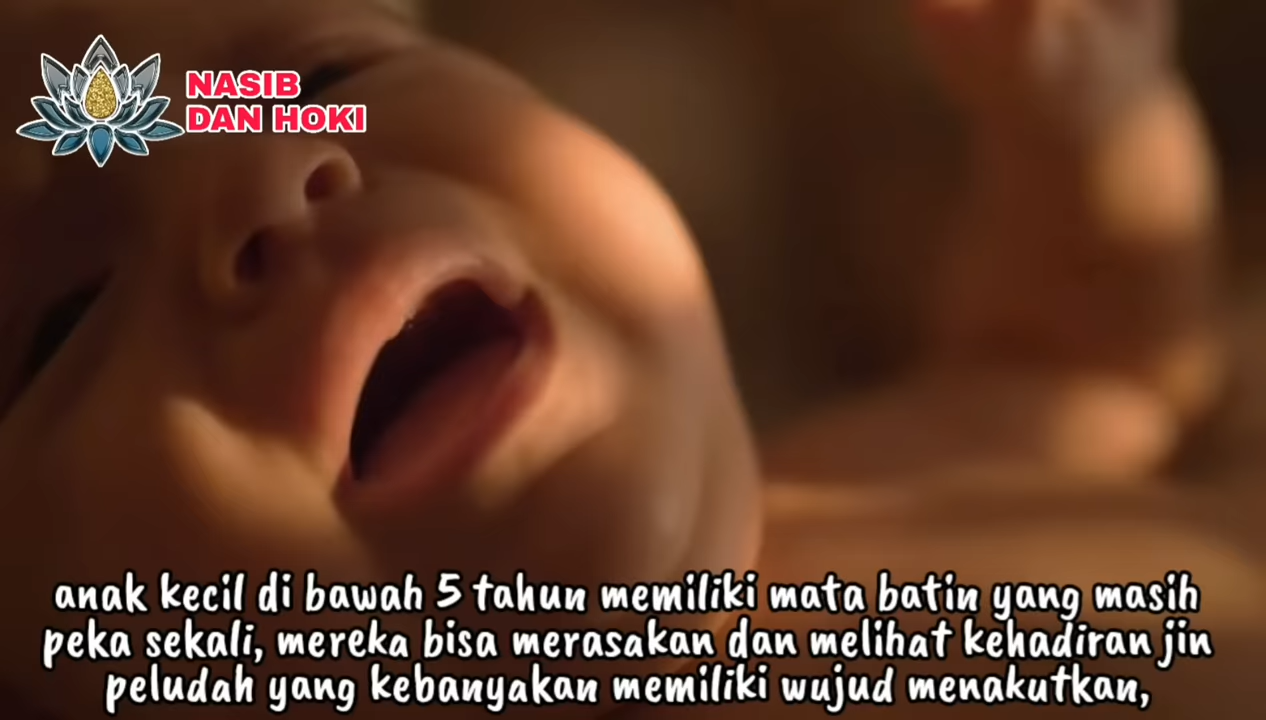 NASIB
DAN HOKI
anak kecil di bawah 5 tahun memiliki mata batin yang masih
peka sekali, mereka bisa merasakan dan melihat kehadiran jin
peludah yang kebanyakan memiliki wujud menakutkan,